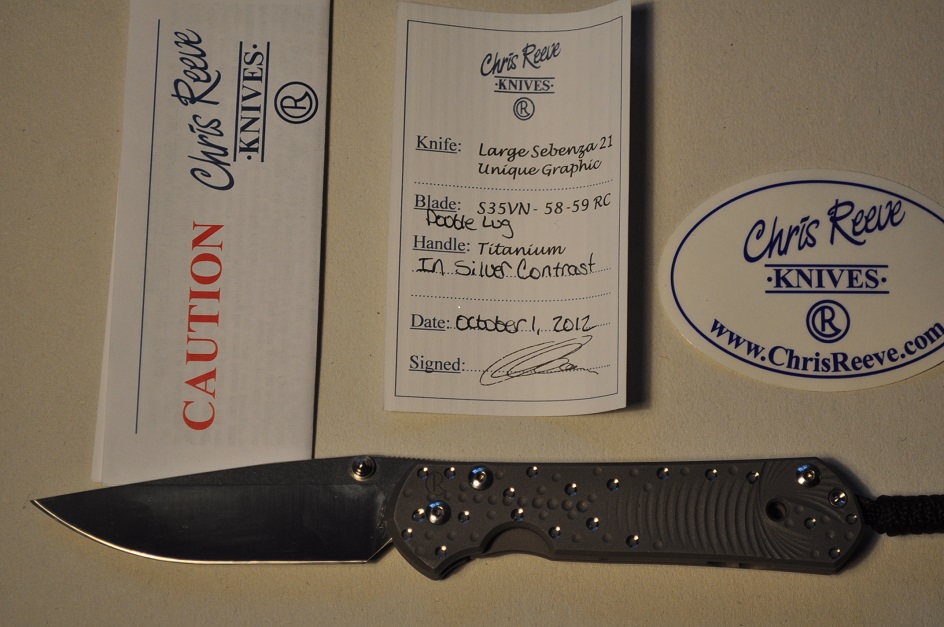 Chris Reeve
·KNIVES·
R
CAUTION
Chris Reeve
·KNIVES·
R
Knife: Large Sebenza 21
Unique Graphic
Blade: S35VN - 58-59 RC
Double Lug
Handle: Titanium
In Silver Contrast
Date: October 1, 2012
Signed:
Chris Reeve
·KNIVES·
R
www.ChrisReeve.com